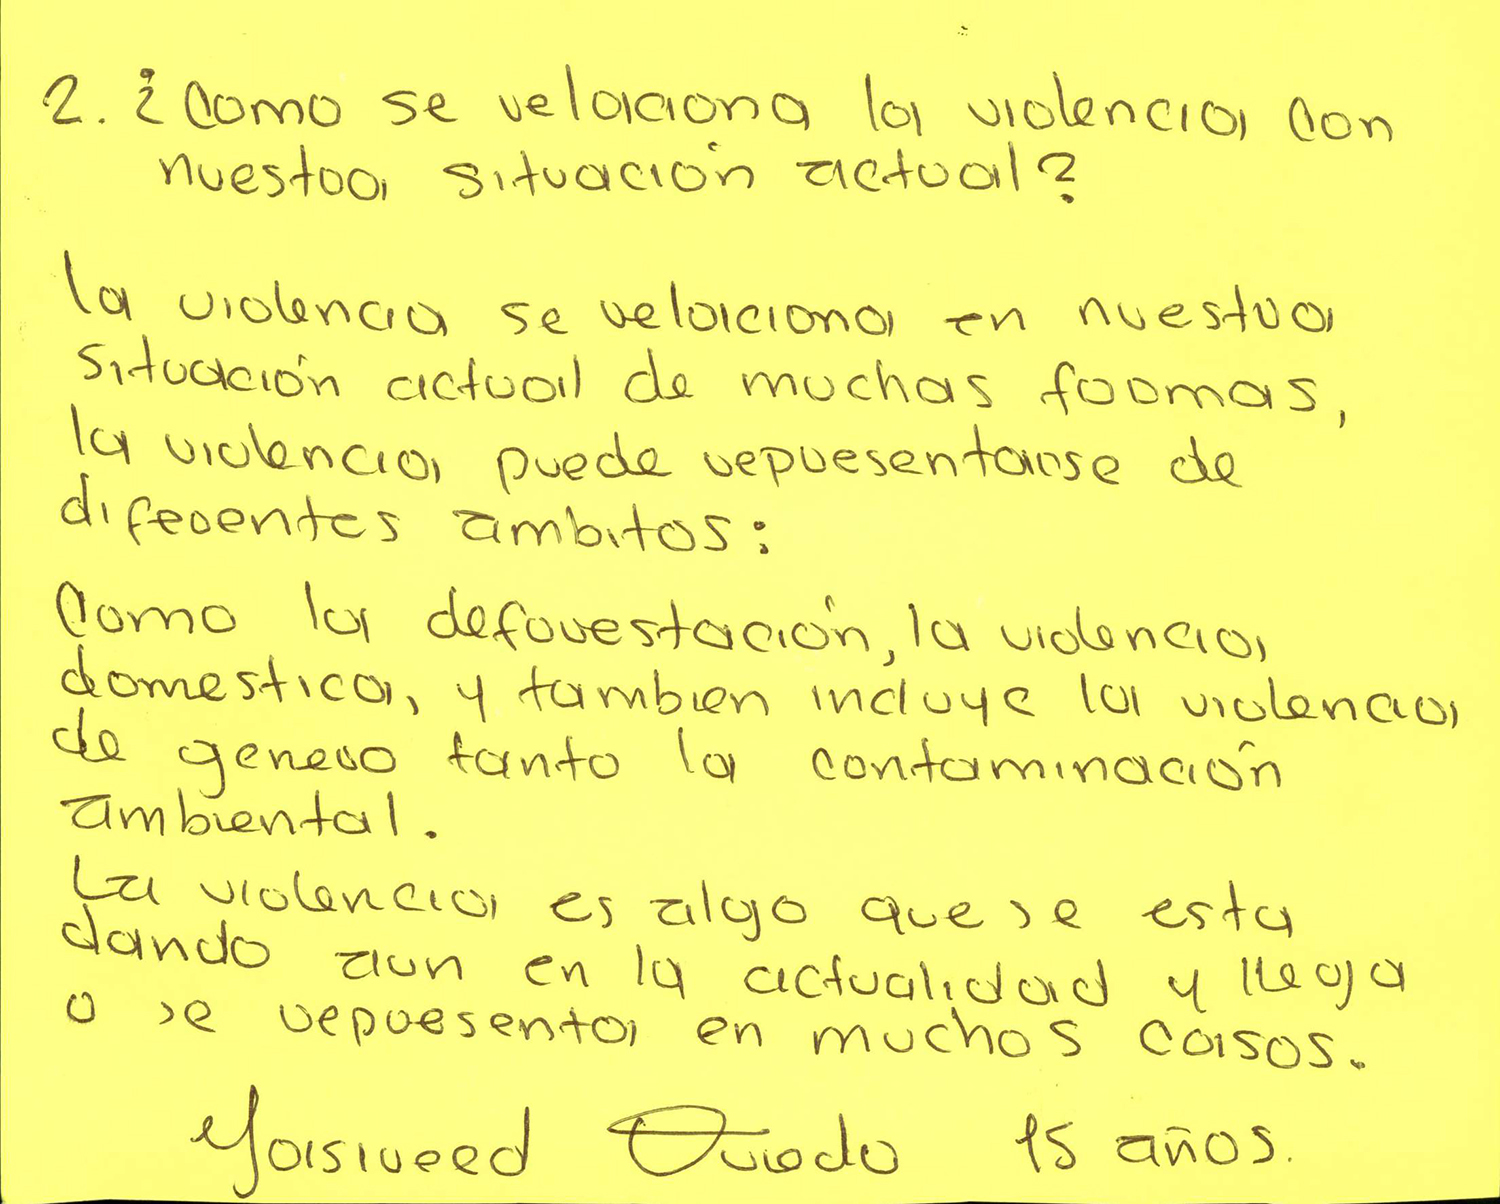 2. ¿Como se relaciona la violencia con
nuestra situación actual?
la violencia se relaciona en nuestra
situación actual de muchas formas,
la violencia puede representarse de
diferentes ambitos:
Como la deforestación, la violencia
domestica, y tambien incluye la violencia
de genero tanto la contaminación
ambiental.
La violencia es algo que se esta
dando aun en la actualidad y llega
o se representa en muchos casos.
Oviedo 15 años.